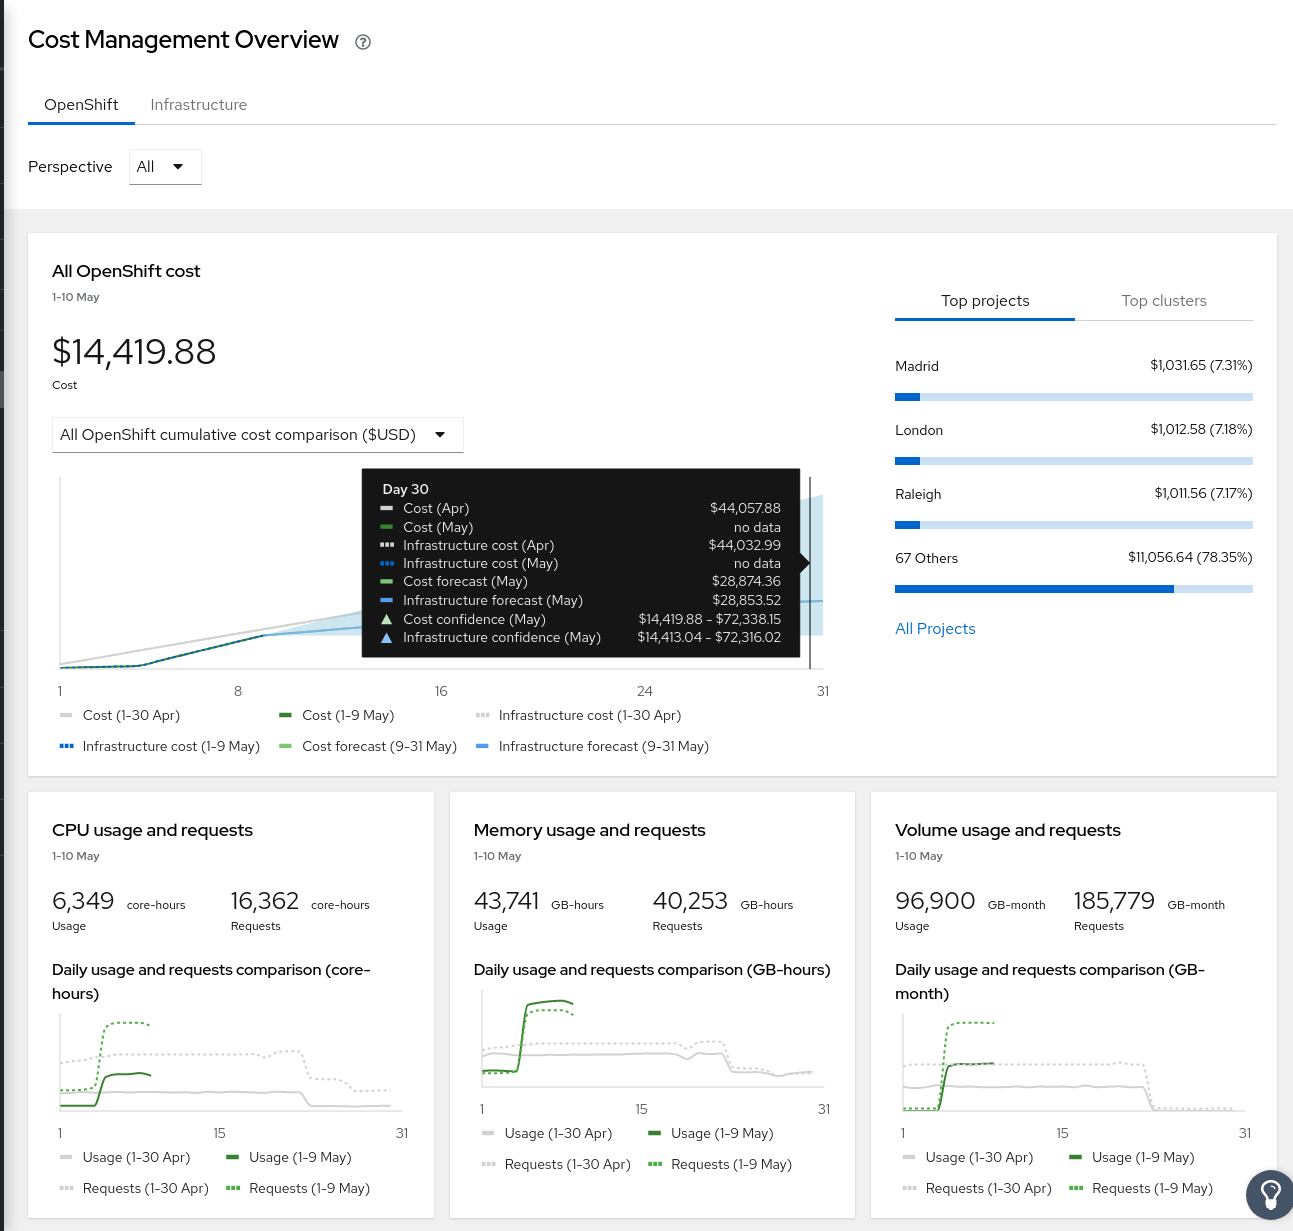 Cost Management Overview
OpenShift Infrastructure
Perspective All
All OpenShift cost
1-10 May
$14,419.88
Cost
All OpenShift cumulative cost comparison ($USD)
Day 30
Cost (Apr) $44,057.88
Cost (May) no data
Infrastructure cost (Apr) $44,032.99
Infrastructure cost (May) no data
Cost forecast (May) $28,874.36
Infrastructure forecast (May) $28,853.52
Cost confidence (May) $14,419.88 - $72,338.15
Infrastructure confidence (May) $14,413.04 - $72,316.02
1 8 16 24 31
Cost (1-30 Apr) Cost (1-9 May) Infrastructure cost (1-30 Apr)
Infrastructure cost (1-9 May) Cost forecast (9-31 May) Infrastructure forecast (9-31 May)
Top projects Top clusters
Madrid $1,031.65 (7.31%)
London $1,012.58 (7.18%)
Raleigh $1,011.56 (7.17%)
67 Others $11,056.64 (78.35%)
All Projects
CPU usage and requests
1-10 May
6,349 core-hours 16,362 core-hours
Usage Requests
Daily usage and requests comparison (core-
hours)
1 15 31
Usage (1-30 Apr) Usage (1-9 May)
Requests (1-30 Apr) Requests (1-9 May)
Memory usage and requests
1-10 May
43,741 GB-hours 40,253 GB-hours
Usage Requests
Daily usage and requests comparison (GB-hours)
1 15 31
Usage (1-30 Apr) Usage (1-9 May)
Requests (1-30 Apr) Requests (1-9 May)
Volume usage and requests
1-10 May
96,900 GB-month 185,779 GB-month
Usage Requests
Daily usage and requests comparison (GB-
month)
1 15 31
Usage (1-30 Apr) Usage (1-9 May)
Requests (1-30 Apr) Requests (1-9 May)